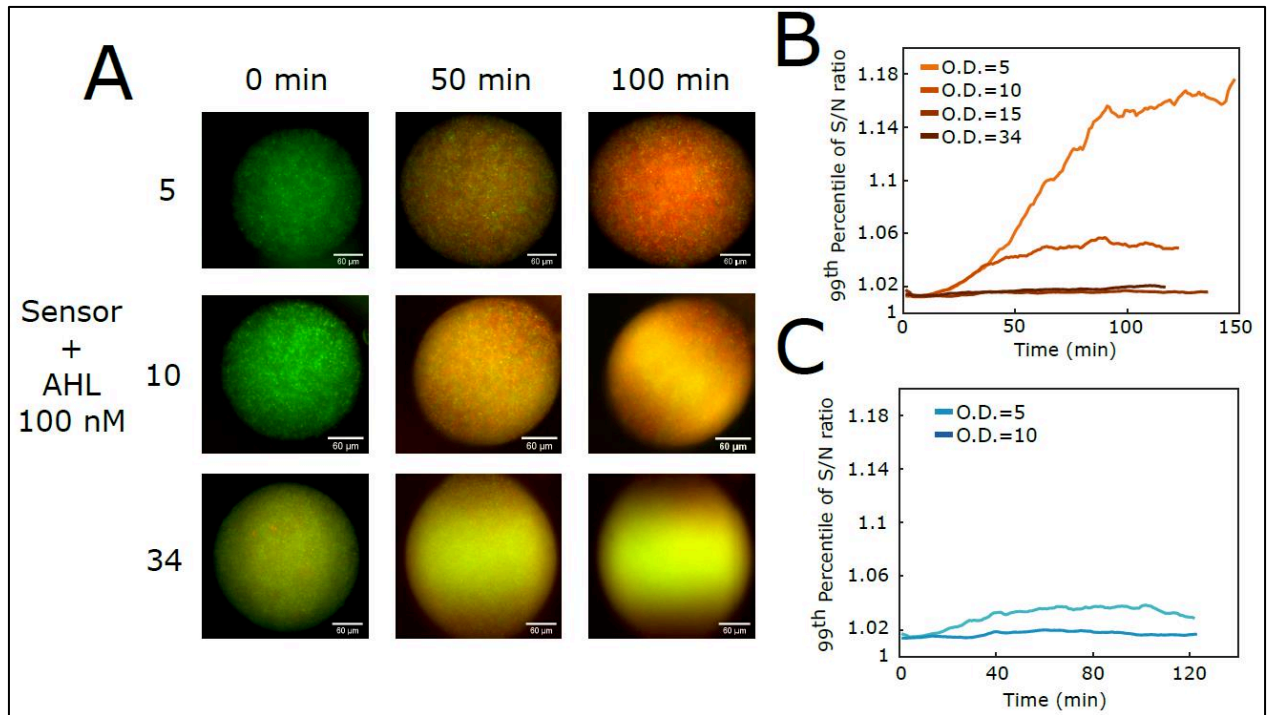 A
0 min 50 min 100 min
5
10
34
Sensor
+
AHL
100 nM
60 µm
60 µm
60 µm
60 µm
60 µm
60 µm
60 µm
60 µm
60 µm
B
O.D.=5
O.D.=10
O.D.=15
O.D.=34
99th Percentile of S/N ratio
1.18
1.14
1.1
1.06
1.02
1
0 50 100 150
Time (min)
C
O.D.=5
O.D.=10
99th Percentile of S/N ratio
1.18
1.14
1.1
1.06
1.02
1
0 40 80 120
Time (min)